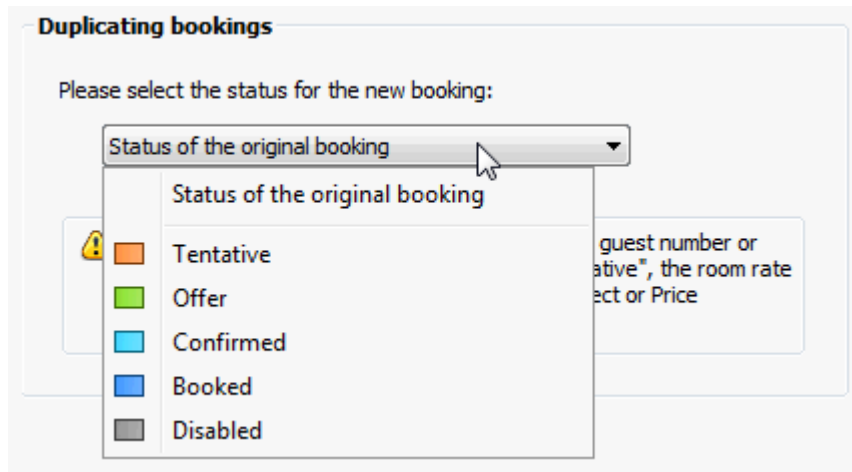 Duplicating bookings
Please select the status for the new booking:
Status of the original booking
Status of the original booking
Tentative
Offer
Confirmed
Booked
Disabled
guest number or
ative", the room rate
ect or Price